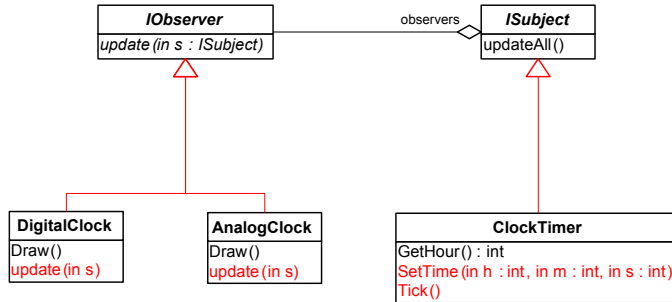 IObserver
update(in s : ISubject)
observers
ISubject
updateAll()
DigitalClock
Draw()
update(in s)
AnalogClock
Draw()
update(in s)
ClockTimer
GetHour() : int
SetTime(in h : int, in m : int, in s : int)
Tick()